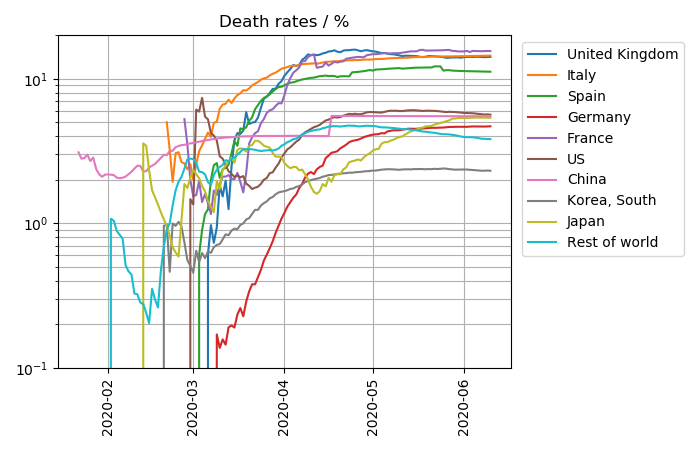 Death rates / %
10¹
10⁰
10⁻¹
2020-02
2020-03
2020-04
2020-05
2020-06
United Kingdom
Italy
Spain
Germany
France
US
China
Korea, South
Japan
Rest of world